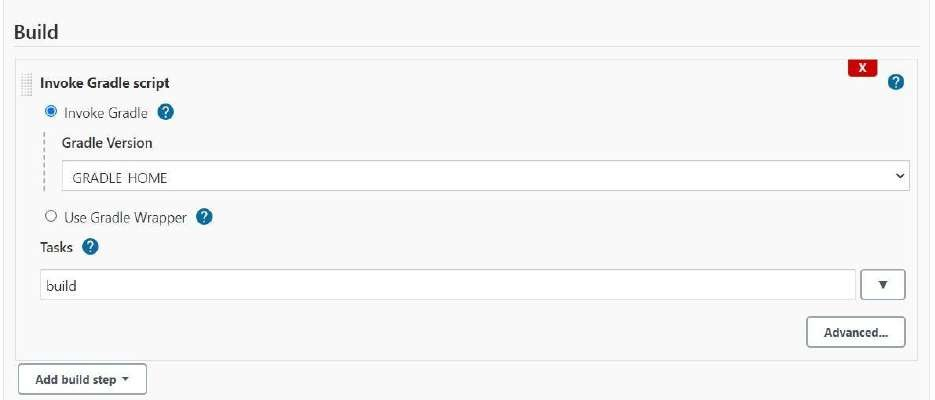 Build
X
Invoke Gradle script ?
Invoke Gradle ?
Gradle Version
GRADLE HOME
Use Gradle Wrapper ?
Tasks ?
build
▼
Advanced...
Add build step